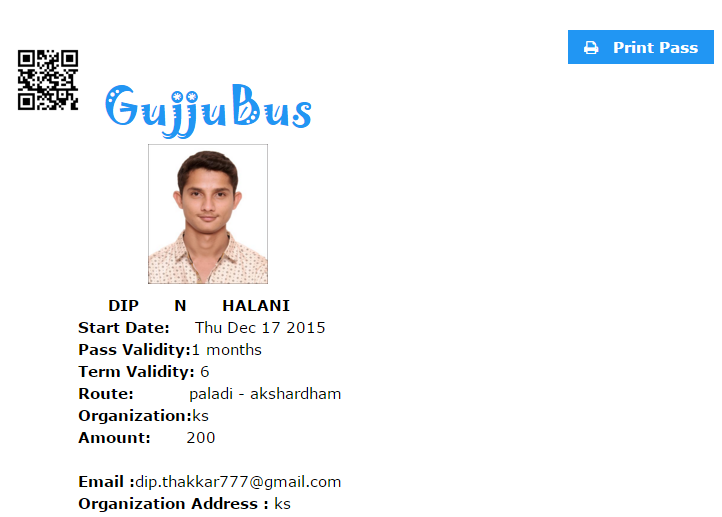 Print Pass
GujjuBus
DIP N HALANI
Start Date: Thu Dec 17 2015
Pass Validity:1 months
Term Validity: 6
Route: paladi - akshardham
Organization:ks
Amount: 200
Email :dip.thakkar777@gmail.com
Organization Address : ks